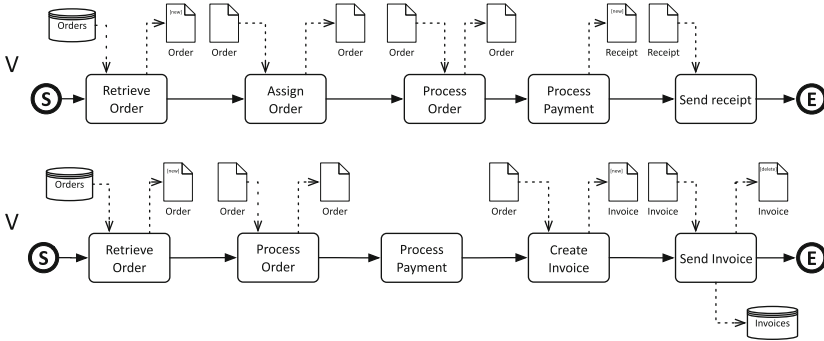 Orders
[new]
[new]
Order
Order
Order
Order
Order
Receipt
Receipt
V
S
Retrieve
Order
Assign
Order
Process
Order
Process
Payment
Send receipt
E
Orders
[new]
[new]
[delete]
Order
Order
Order
Order
Invoice
Invoice
Invoice
V
S
Retrieve
Order
Process
Order
Process
Payment
Create
Invoice
Send Invoice
E
Invoices